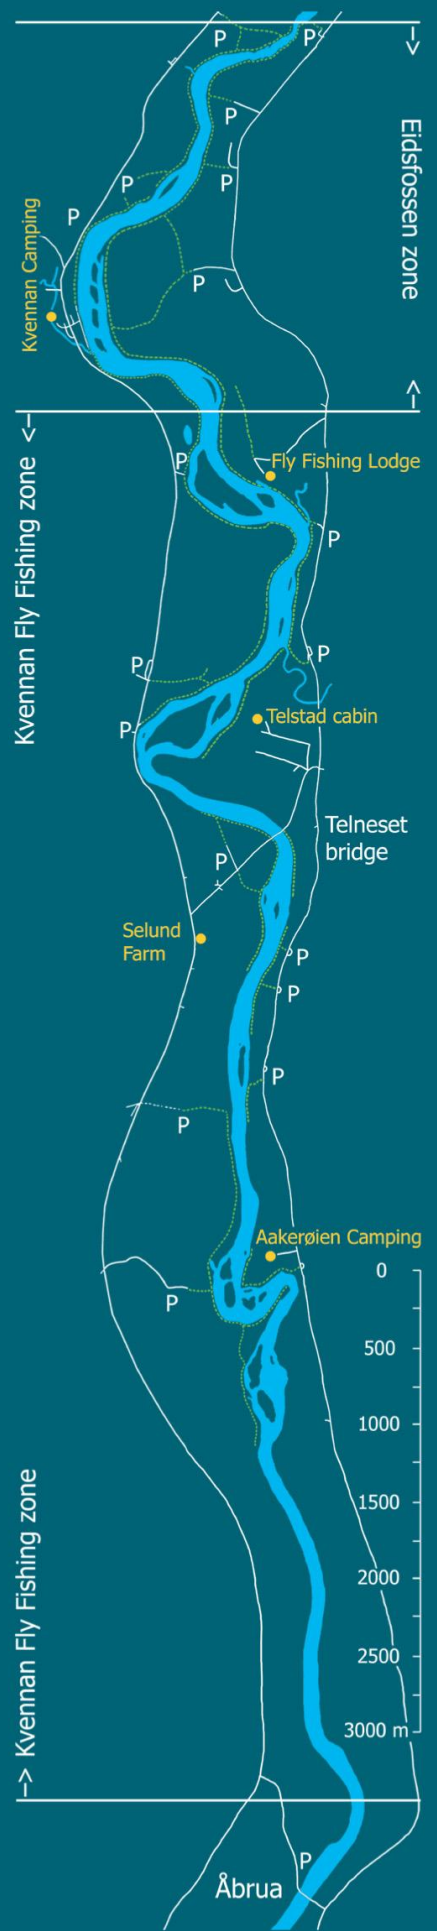 P
P
P
Eidsfossen zone
P
P
P
Kvennan Camping
P
<-
->
Kvennan Fly Fishing zone <-
Fly Fishing Lodge
P
P
P
P
Telstad cabin
P
Telneset
bridge
P
Selund
Farm
P
P
P
P
Aakerøien Camping
0
P
500
1000
1500
2000
2500
3000 m
-> Kvennan Fly Fishing zone
P
Åbrua